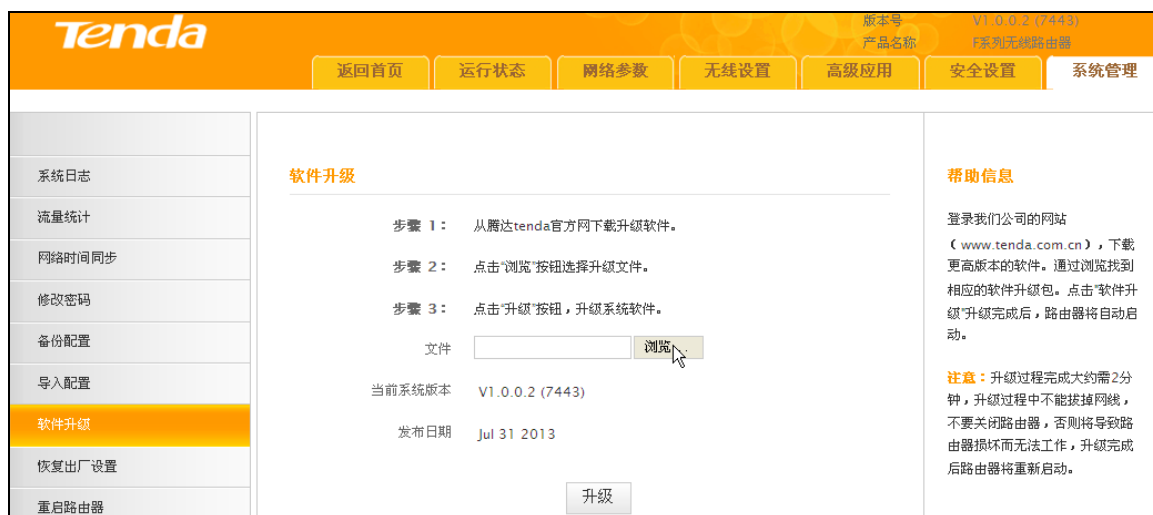 Tenda
版本号 V1.0.0.2 (7443)
产品名称 F系列无线路由器
返回首页 运行状态 网络参数 无线设置 高级应用 安全设置 系统管理
系统日志
流量统计
网络时间同步
修改密码
备份配置
导入配置
软件升级
恢复出厂设置
重启路由器
软件升级
步骤 1： 从腾达tenda官方网下载升级软件。
步骤 2： 点击"浏览"按钮选择升级文件。
步骤 3： 点击"升级"按钮，升级系统软件。
文件 浏览...
当前系统版本 V1.0.0.2 (7443)
发布日期 Jul 31 2013
升级
帮助信息
登录我们公司的网站
（www.tenda.com.cn），下载
更高版本的软件。通过浏览找到
相应的软件升级包。点击"软件升
级"升级完成后，路由器将自动启
动。
注意：升级过程完成大约需2分
钟，升级过程中不能拔掉网线，
不要关闭路由器，否则将导致路
由器损坏而无法工作，升级完成
后路由器将重新启动。